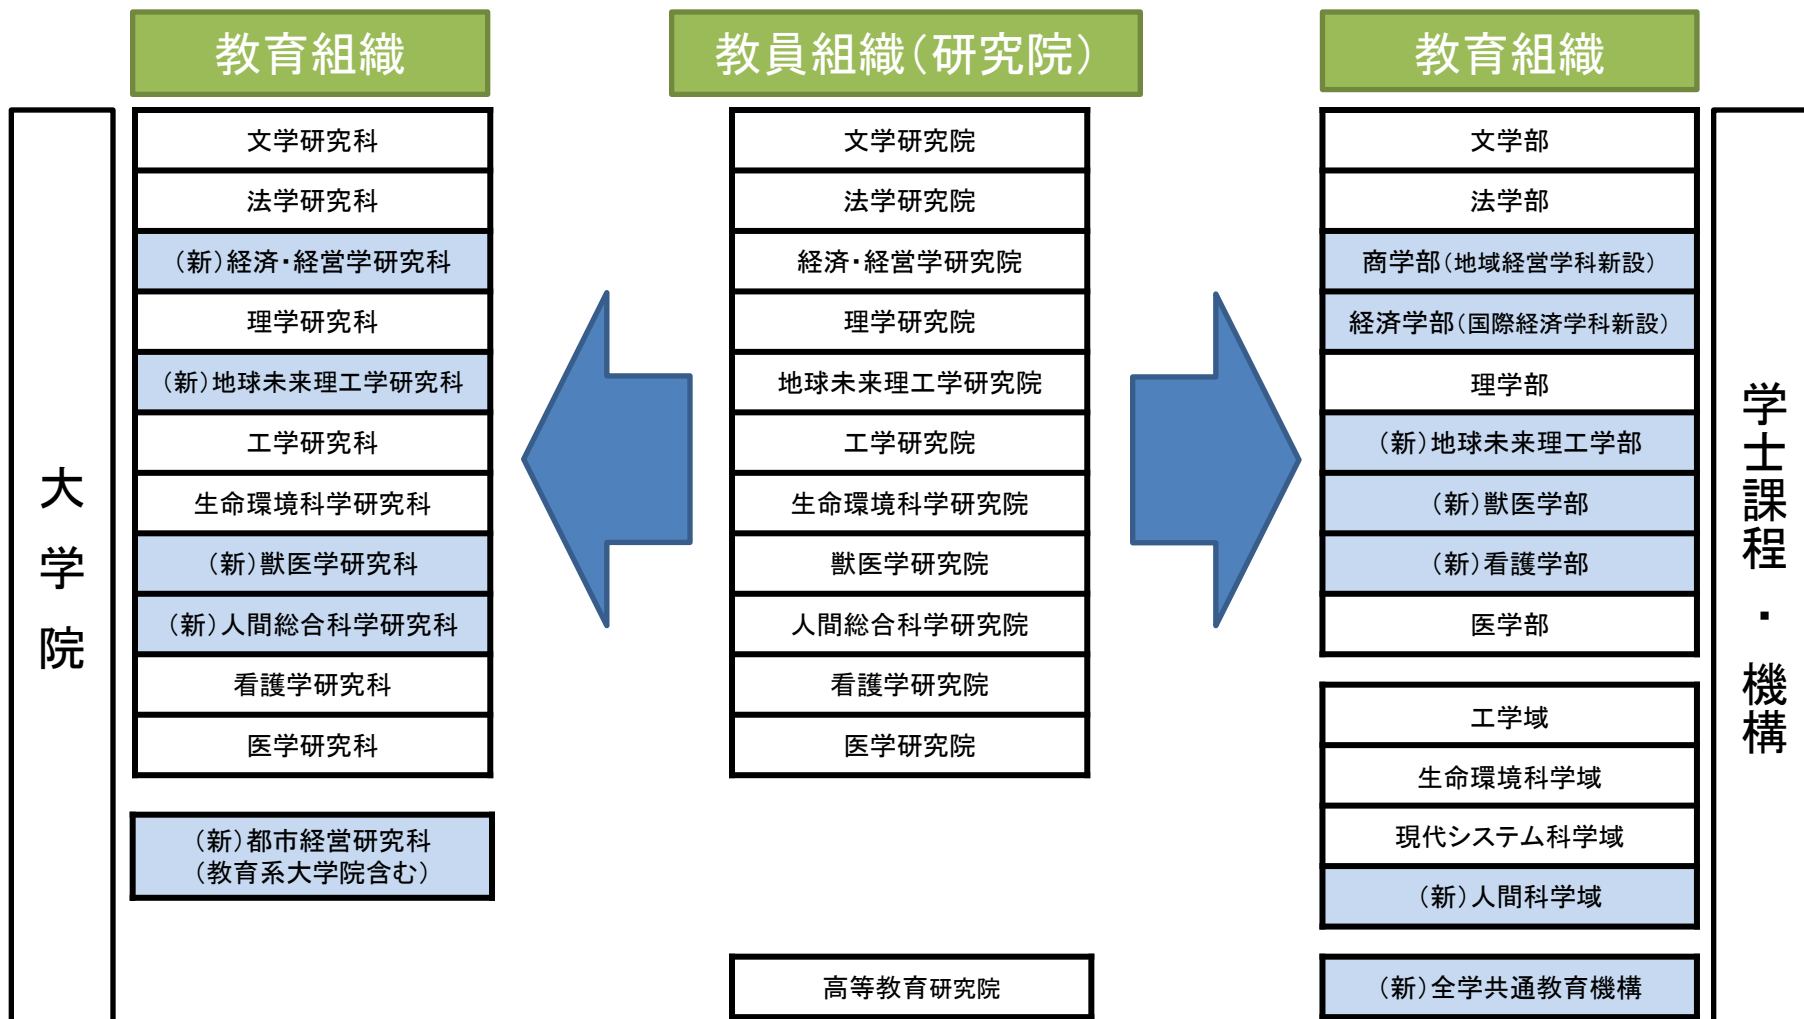 教育組織
教員組織（研究院）
教育組織
大学院
文学研究科
法学研究科
（新）経済・経営学研究科
理学研究科
（新）地球未来理工学研究科
工学研究科
生命環境科学研究科
（新）獣医学研究科
（新）人間総合科学研究科
看護学研究科
医学研究科
（新）都市経営研究科
（教育系大学院含む）
文学研究院
法学研究院
経済・経営学研究院
理学研究院
地球未来理工学研究院
工学研究院
生命環境科学研究院
獣医学研究院
人間総合科学研究院
看護学研究院
医学研究院
高等教育研究院
文学部
法学部
商学部（地域経営学科新設）
経済学部（国際経済学科新設）
理学部
（新）地球未来理工学部
（新）獣医学部
（新）看護学部
医学部
工学域
生命環境科学域
現代システム科学域
（新）人間科学域
（新）全学共通教育機構
学士課程・機構